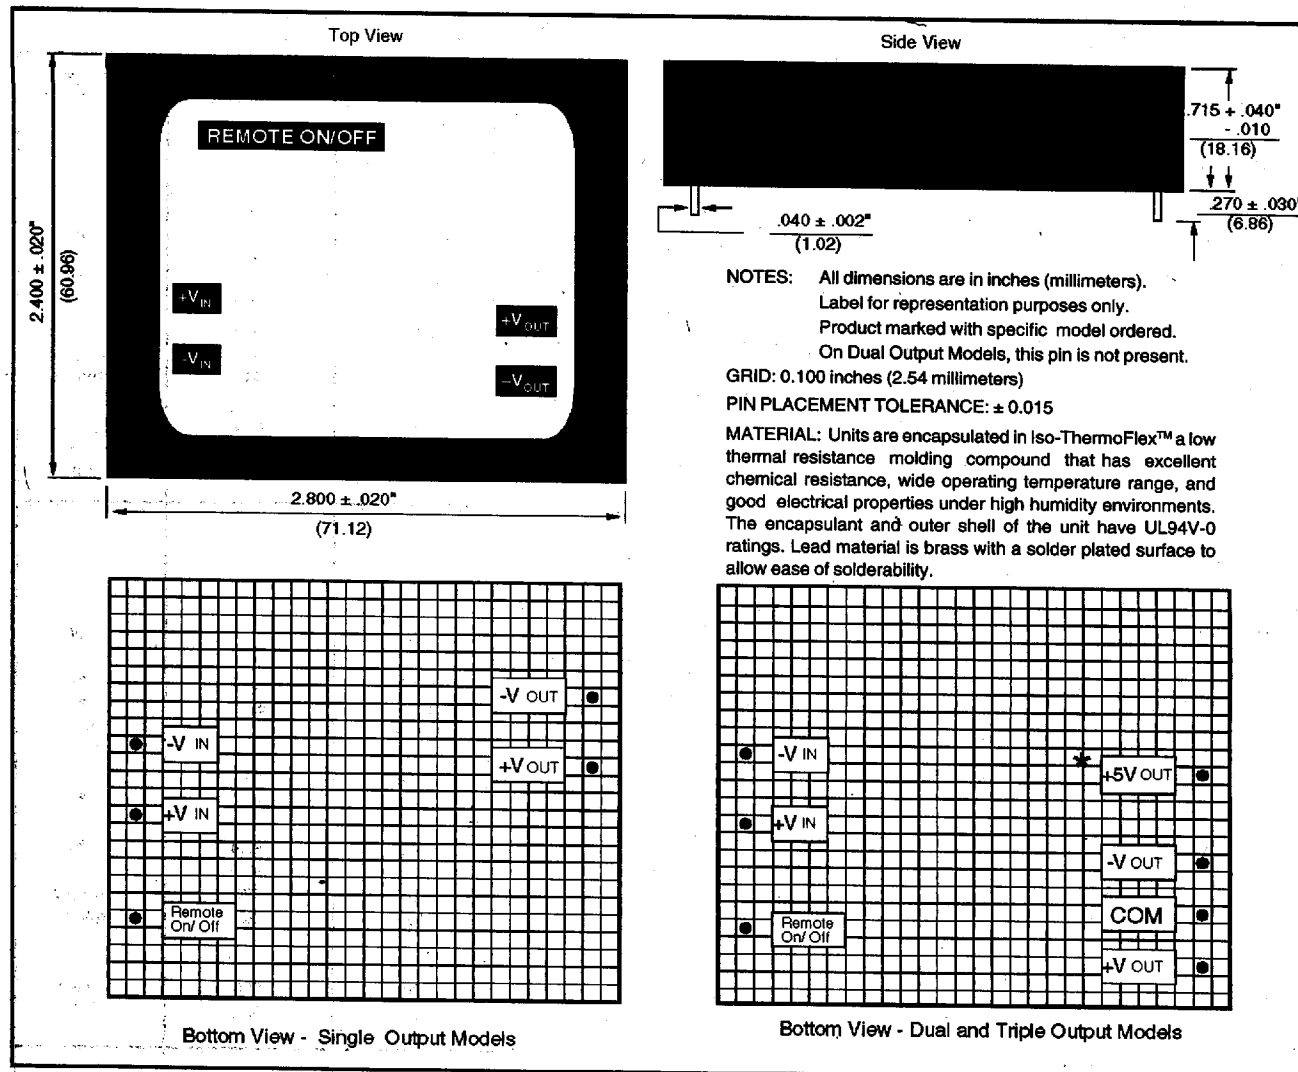 Top View
REMOTE ON/OFF
+VIN
-VIN
+VOUT
-VOUT
2.400 ± .020"
(60.96)
2.800 ± .020"
(71.12)
Side View
.715 + .040"
- .010
(18.16)
.270 ± .030"
(6.86)
.040 ± .002"
(1.02)
NOTES: All dimensions are in inches (millimeters).
Label for representation purposes only.
Product marked with specific model ordered.
On Dual Output Models, this pin is not present.
GRID: 0.100 inches (2.54 millimeters)
PIN PLACEMENT TOLERANCE: ± 0.015
MATERIAL: Units are encapsulated in Iso-ThermoFlex™ a low
thermal resistance molding compound that has excellent
chemical resistance, wide operating temperature range, and
good electrical properties under high humidity environments.
The encapsulant and outer shell of the unit have UL94V-0
ratings. Lead material is brass with a solder plated surface to
allow ease of solderability.
-V OUT
-V IN
+V OUT
+V IN
Remote
On/ Off
Bottom View - Single Output Models
-V IN
* +5V OUT
+V IN
-V OUT
COM
Remote
On/ Off
+V OUT
Bottom View - Dual and Triple Output Models